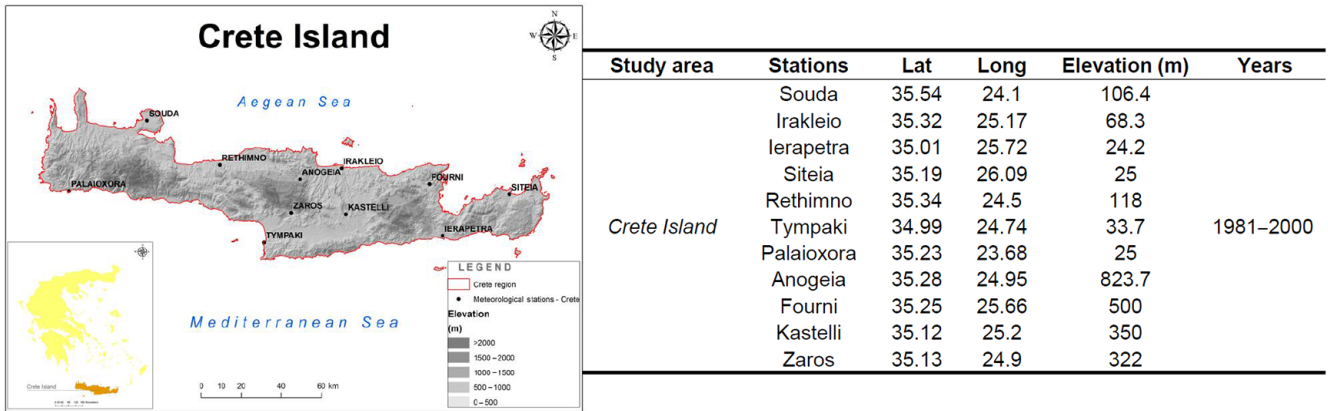 Crete Island
N
W E
S
Aegean Sea
SOUDA
RETHIMNO
IRAKLEIO
ANOGEIA
FOURNI
PALAIOXORA
SITEIA
ZAROS
KASTELLI
TYMPAKI
IERAPETRA
Mediterranean Sea
LEGEND
Crete region
Meteorological stations - Crete
Elevation
(m)
>2000
1500–2000
1000–1500
500–1000
0–500
0 10 20 40 60 km
Crete Island
Study area Stations Lat Long Elevation (m) Years
Souda 35.54 24.1 106.4
Irakleio 35.32 25.17 68.3
Ierapetra 35.01 25.72 24.2
Siteia 35.19 26.09 25
Rethimno 35.34 24.5 118
Crete Island Tympaki 34.99 24.74 33.7 1981–2000
Palaioxora 35.23 23.68 25
Anogeia 35.28 24.95 823.7
Fourni 35.25 25.66 500
Kastelli 35.12 25.2 350
Zaros 35.13 24.9 322